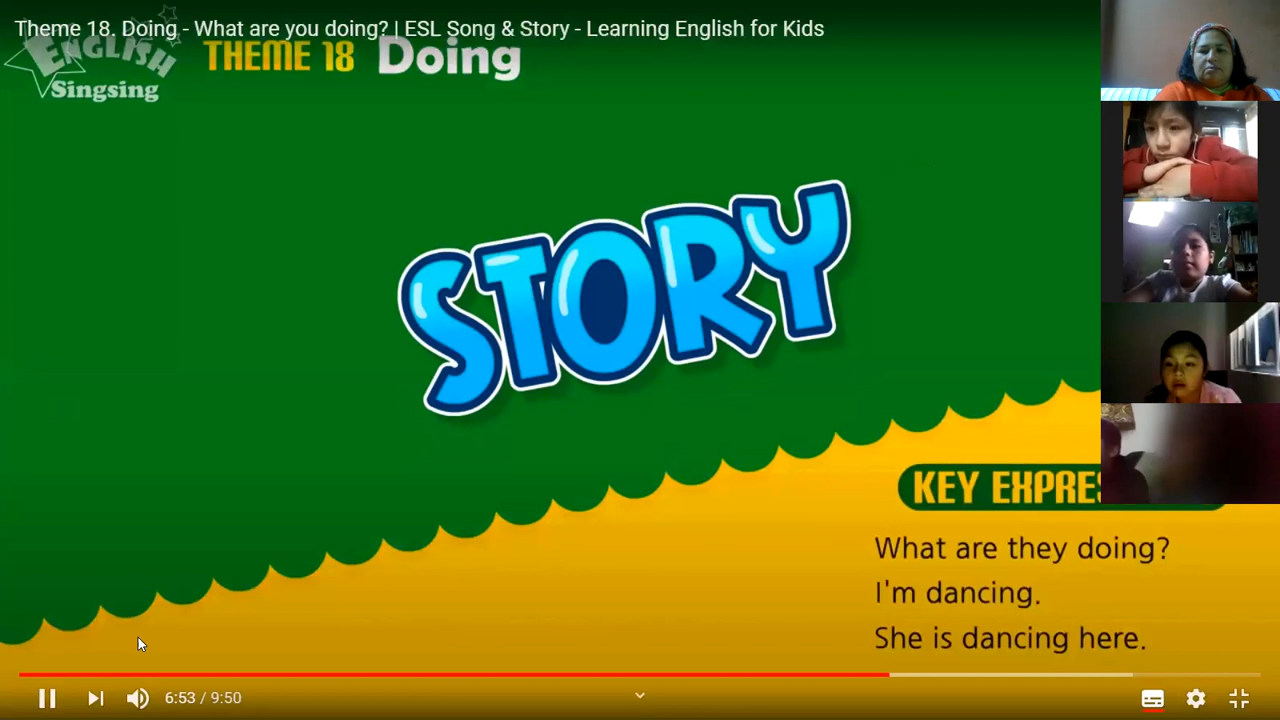 Theme 18. Doing - What are you doing? | ESL Song & Story - Learning English for Kids
ENGLISH
Singsing
THEME 18 Doing
STORY
KEY EXPRES
What are they doing?
I'm dancing.
She is dancing here.
6:53 / 9:50